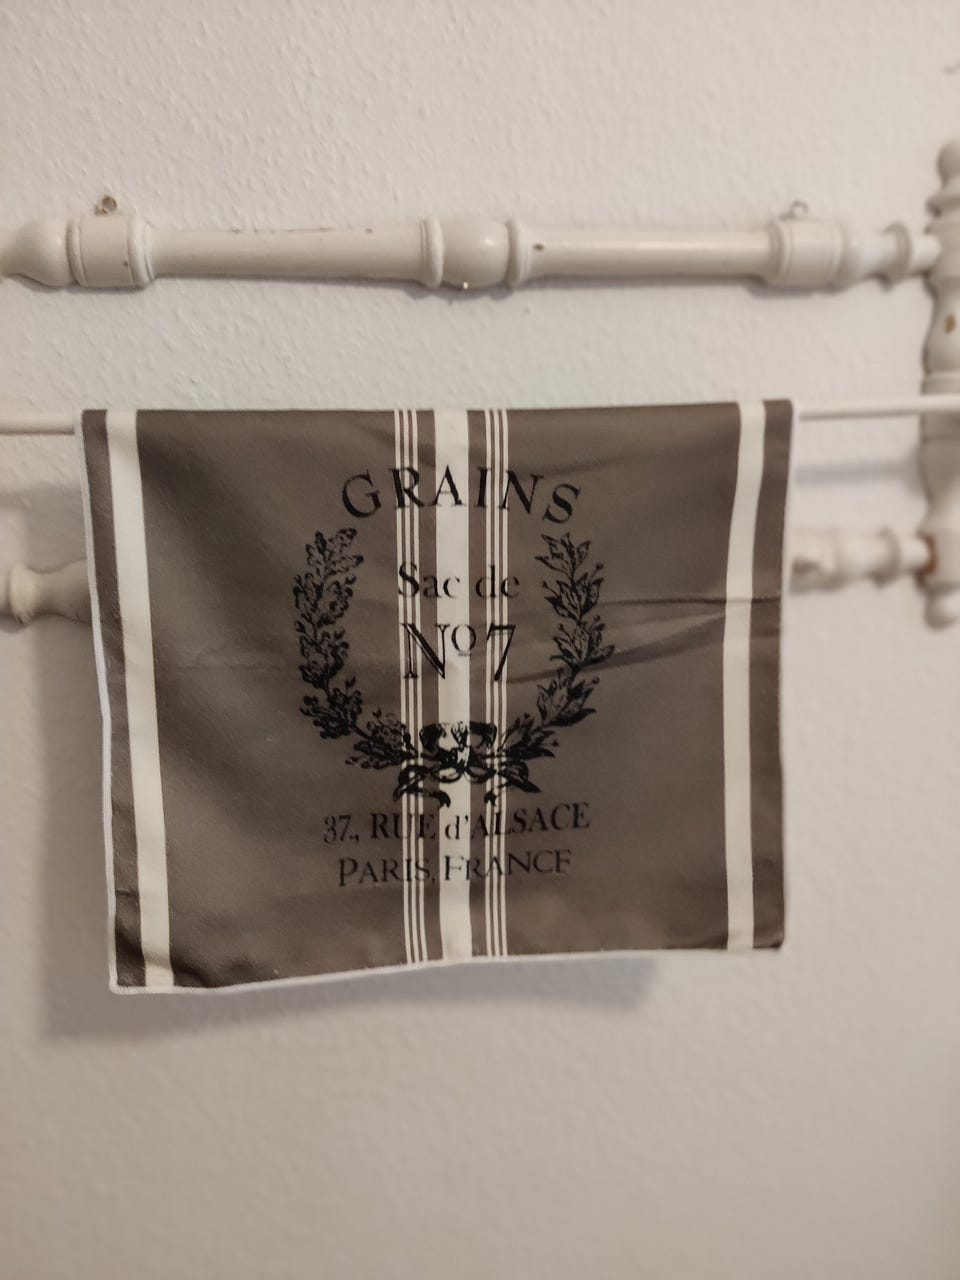 GRAINS
Sac de
Nº7
37., RUE d'ALSACE
PARIS, FRANCE